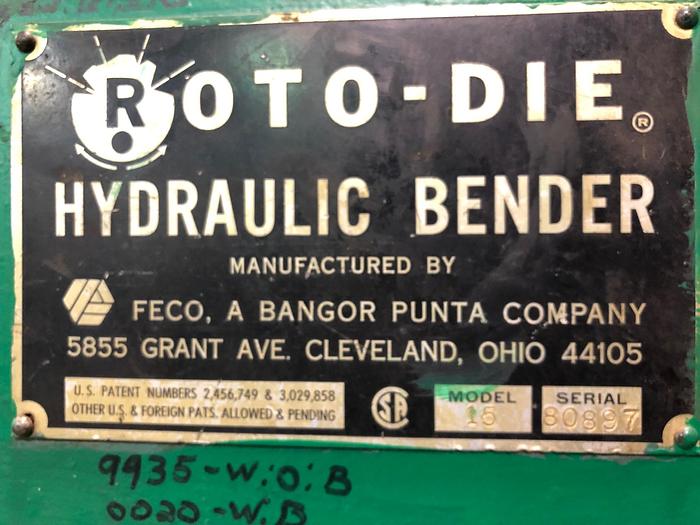 ROTO-DIE®
HYDRAULIC BENDER
MANUFACTURED BY
FECO, A BANGOR PUNTA COMPANY
5855 GRANT AVE. CLEVELAND, OHIO 44105
U.S. PATENT NUMBERS 2,456,749 & 3,029,858
OTHER U.S. & FOREIGN PATS. ALLOWED & PENDING
SA
MODEL
15
SERIAL
80897
9935-W.O.B
0020-W.B